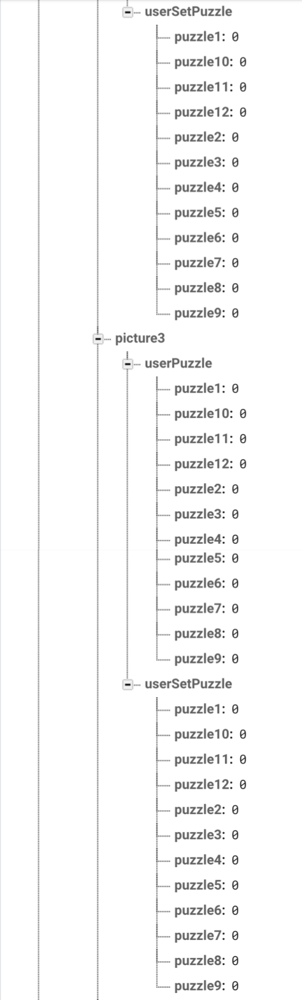 userSetPuzzle
puzzle1: 0
puzzle10: 0
puzzle11: 0
puzzle12: 0
puzzle2: 0
puzzle3: 0
puzzle4: 0
puzzle5: 0
puzzle6: 0
puzzle7: 0
puzzle8: 0
puzzle9: 0
picture3
userPuzzle
puzzle1: 0
puzzle10: 0
puzzle11: 0
puzzle12: 0
puzzle2: 0
puzzle3: 0
puzzle4: 0
puzzle5: 0
puzzle6: 0
puzzle7: 0
puzzle8: 0
puzzle9: 0
userSetPuzzle
puzzle1: 0
puzzle10: 0
puzzle11: 0
puzzle12: 0
puzzle2: 0
puzzle3: 0
puzzle4: 0
puzzle5: 0
puzzle6: 0
puzzle7: 0
puzzle8: 0
puzzle9: 0